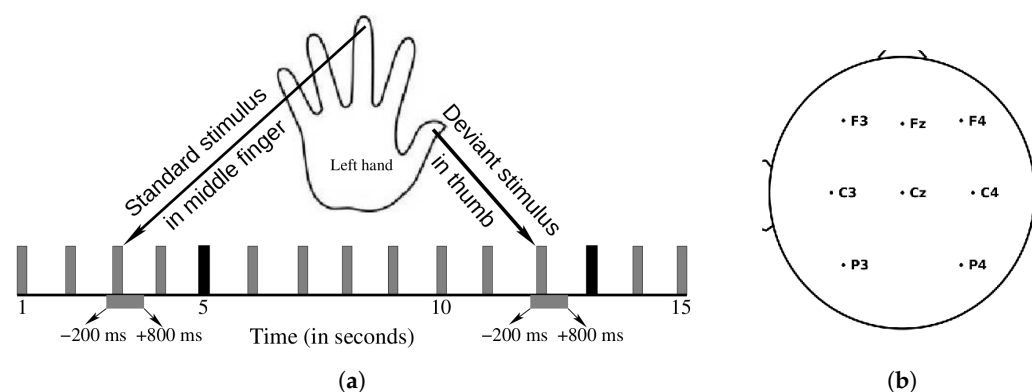 Standard stimulus
in middle finger
Left hand
Deviant stimulus
in thumb
1
5
10
15
−200 ms
+800 ms
Time (in seconds)
−200 ms
+800 ms
(a)
F3
Fz
F4
C3
Cz
C4
P3
P4
(b)